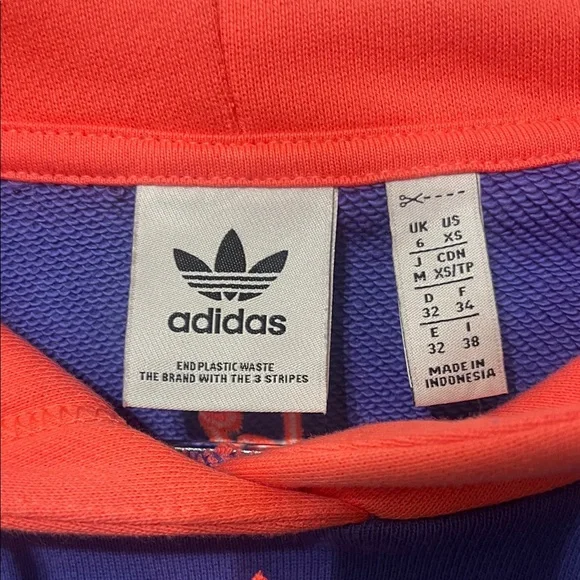 adidas
END PLASTIC WASTE
THE BRAND WITH THE 3 STRIPES
UK US
6 XS
J CDN
M XS/TP
D F
32 34
E I
32 38
MADE IN
INDONESIA